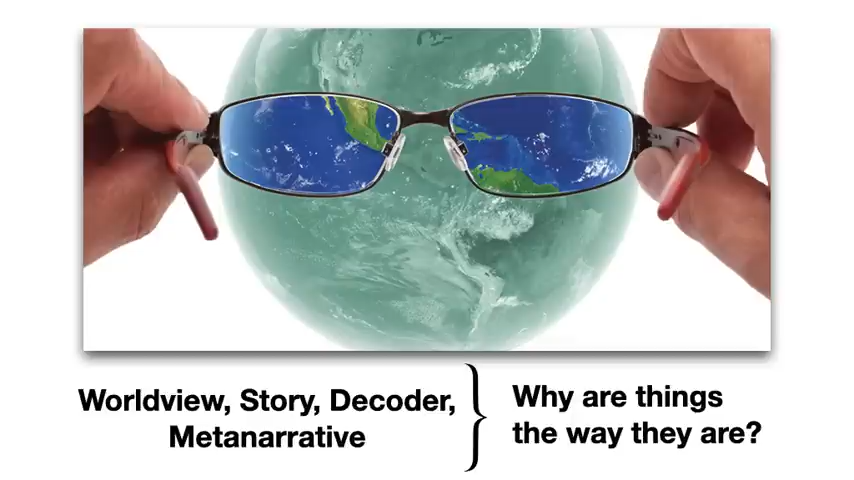 Worldview, Story, Decoder,
Metanarrative
Why are things
the way they are?